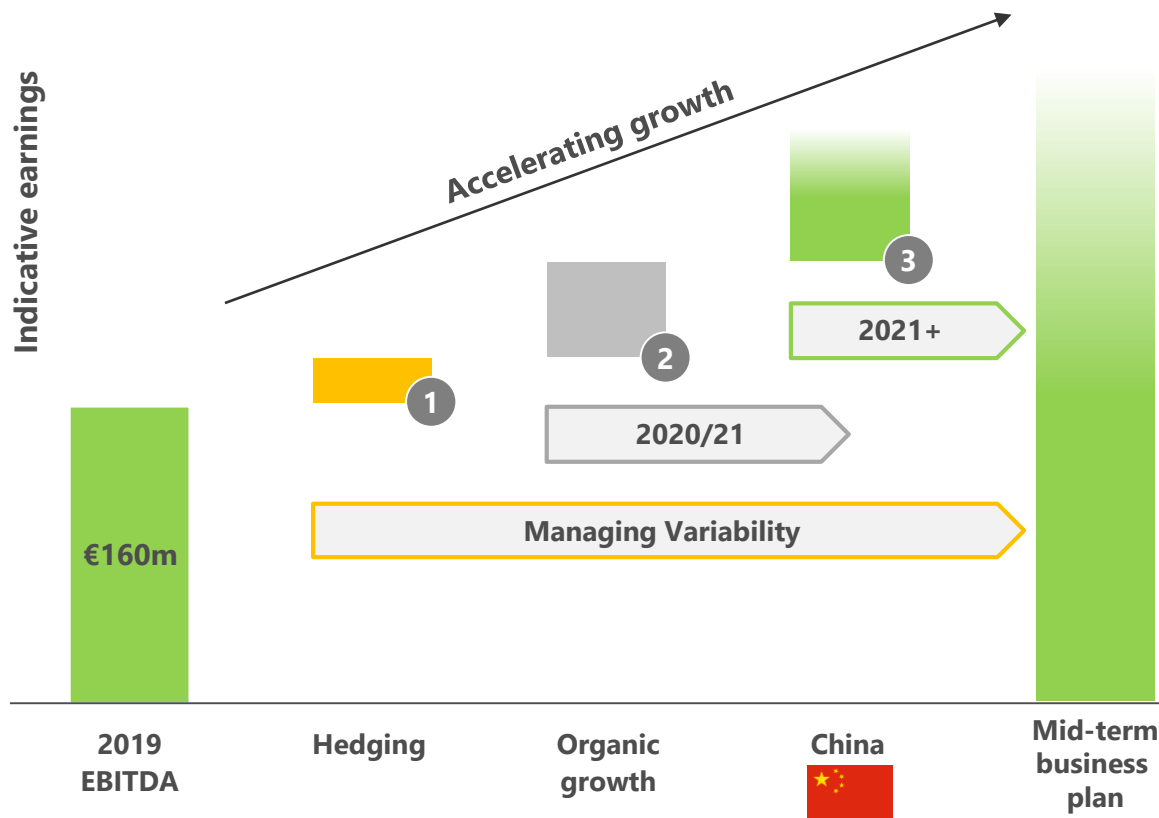 Indicative earnings
Accelerating growth
3
2021+
2
1
2020/21
Managing Variability
€160m
2019
EBITDA
Hedging
Organic
growth
China
Mid-term
business
plan